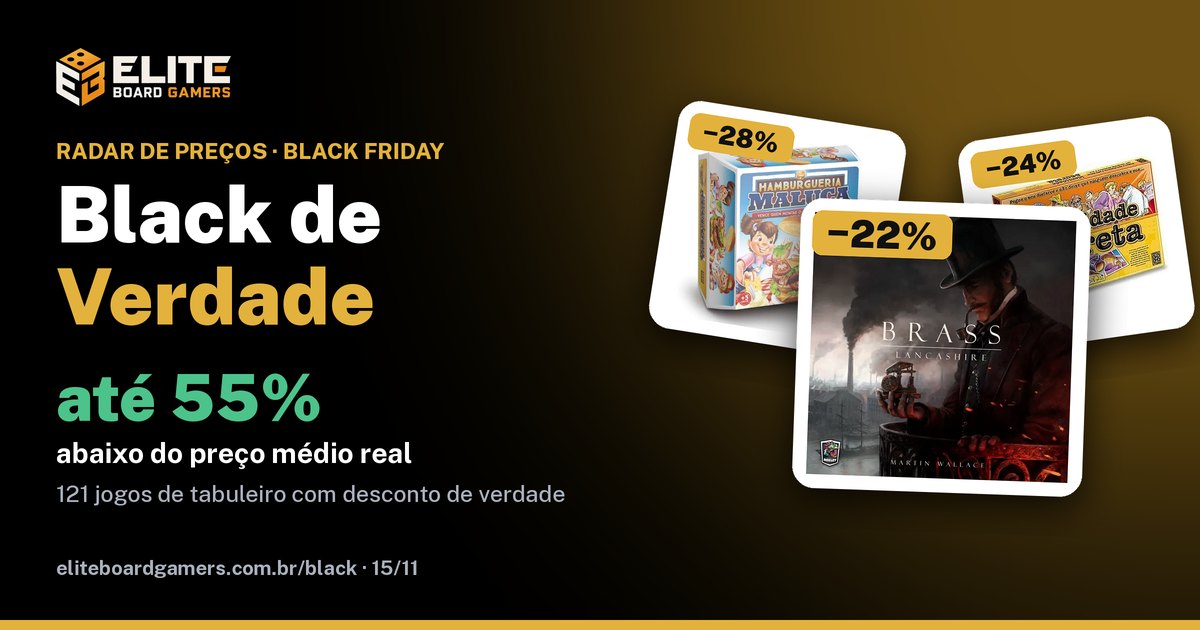 ELITE
BOARD GAMERS
RADAR DE PREÇOS · BLACK FRIDAY
Black de
Verdade
até 55%
abaixo do preço médio real
121 jogos de tabuleiro com desconto de verdade
eliteboardgamers.com.br/black · 15/11
−28%
HAMBURGUERIA
MALUCA
−24%
dade
reta
−22%
BRASS
LANCASHIRE
MARTIN WALLACE